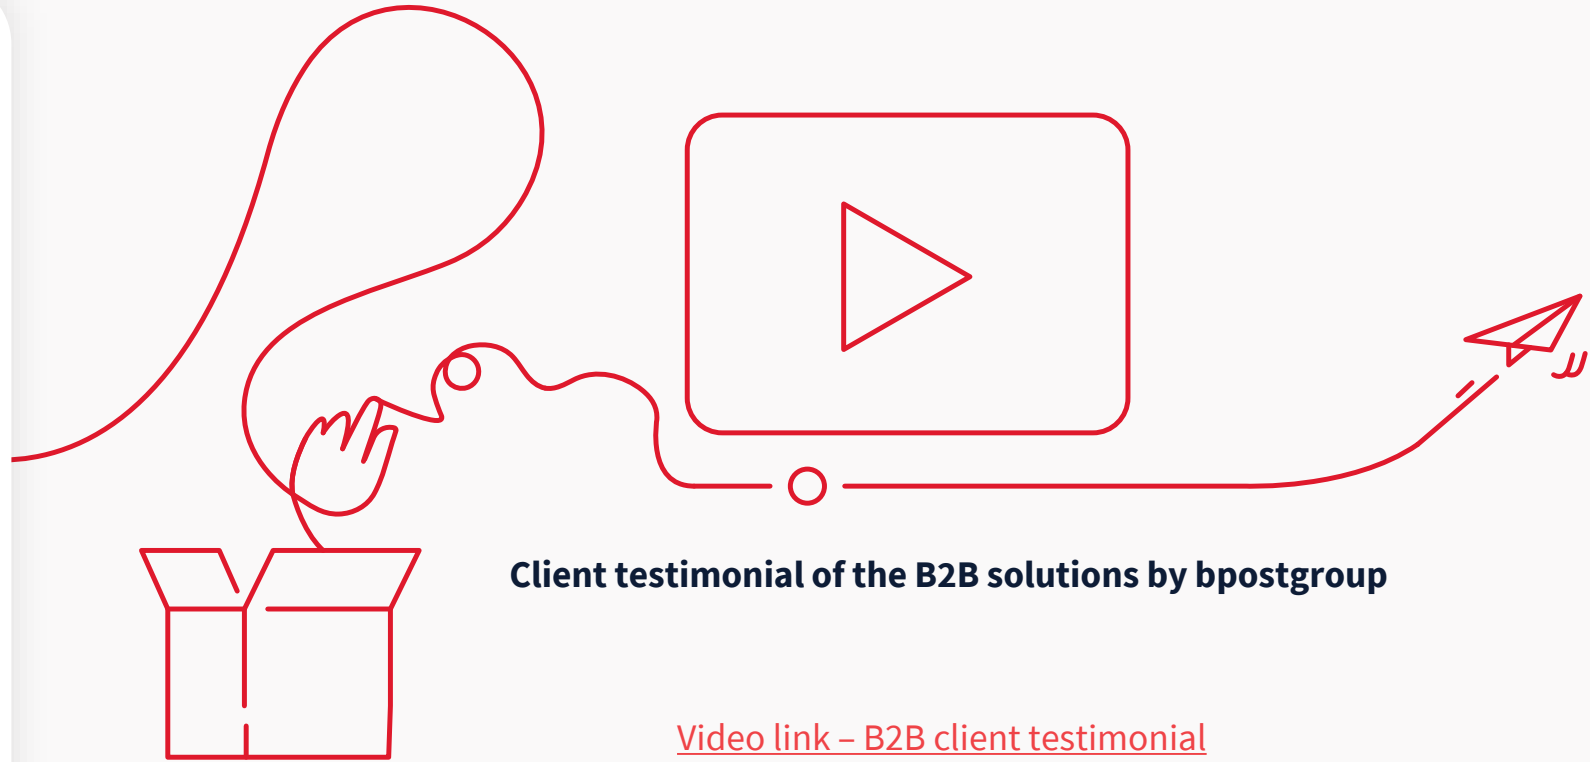 Client testimonial of the B2B solutions by bpostgroup
Video link – B2B client testimonial